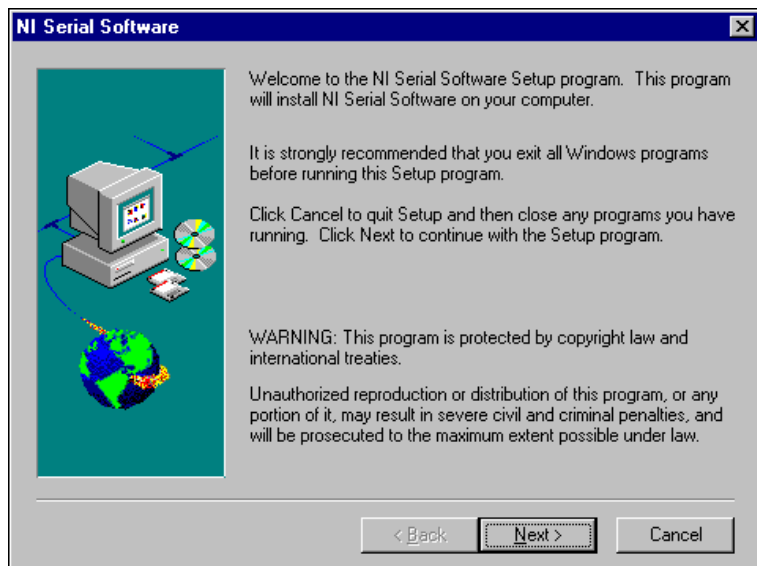 NI Serial Software
Welcome to the NI Serial Software Setup program.  This program
will install NI Serial Software on your computer.
It is strongly recommended that you exit all Windows programs
before running this Setup program.
Click Cancel to quit Setup and then close any programs you have
running.  Click Next to continue with the Setup program.
WARNING: This program is protected by copyright law and
international treaties.
Unauthorized reproduction or distribution of this program, or any
portion of it, may result in severe civil and criminal penalties, and
will be prosecuted to the maximum extent possible under law.
< Back
Next >
Cancel